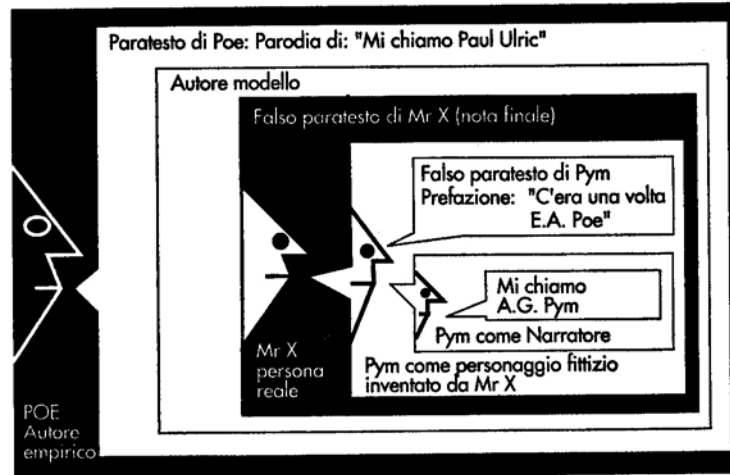 Paratesto di Poe: Parodia di: "Mi chiamo Paul Ulric"
Autore modello
Falso paratesto di Mr X (nota finale)
Falso paratesto di Pym
Prefazione: "C'era una volta
E.A. Poe"
Mi chiamo
A.G. Pym
Pym come Narratore
Mr X
persona
reale
Pym come personaggio fittizio
inventato da Mr X
POE
Autore
empirico